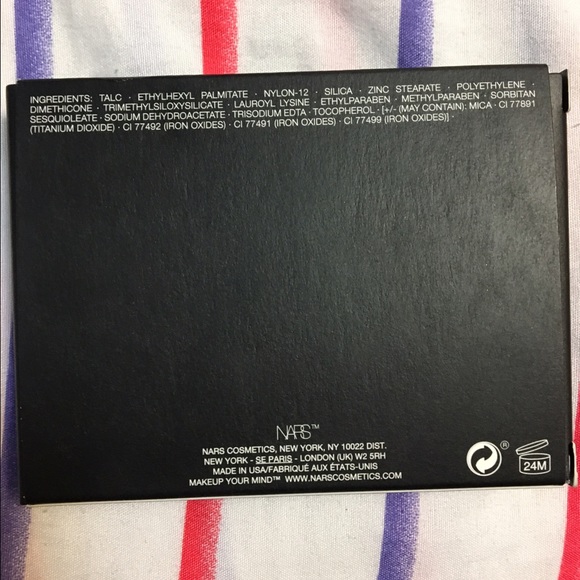 INGREDIENTS: TALC · ETHYLHEXYL PALMITATE · NYLON-12 · SILICA · ZINC STEARATE · POLYETHYLENE ·
DIMETHICONE · TRIMETHYLSILOXYSILICATE · LAUROYL LYSINE · ETHYLPARABEN · METHYLPARABEN · SORBITAN
SESQUIOLEATE · SODIUM DEHYDROACETATE · TRISODIUM EDTA · TOCOPHEROL · [+/- (MAY CONTAIN): MICA · CI 77891
(TITANIUM DIOXIDE) · CI 77492 (IRON OXIDES) · CI 77491 (IRON OXIDES) · CI 77499 (IRON OXIDES)] ·
NARS™
NARS COSMETICS, NEW YORK, NY 10022 DIST.
NEW YORK - SE PARIS - LONDON (UK) W2 5RH
MADE IN USA/FABRIQUÉ AUX ÉTATS-UNIS
MAKEUP YOUR MIND™ WWW.NARSCOSMETICS.COM
®
24M